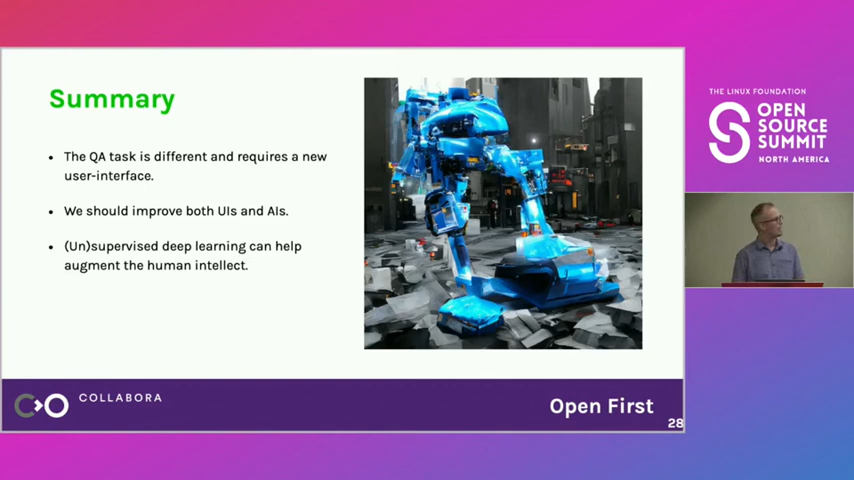 Summary
• The QA task is different and requires a new
user-interface.
• We should improve both UIs and AIs.
• (Un)supervised deep learning can help
augment the human intellect.
COLLABORA
Open First
28
THE LINUX FOUNDATION
OPEN
SOURCE
SUMMIT
NORTH AMERICA